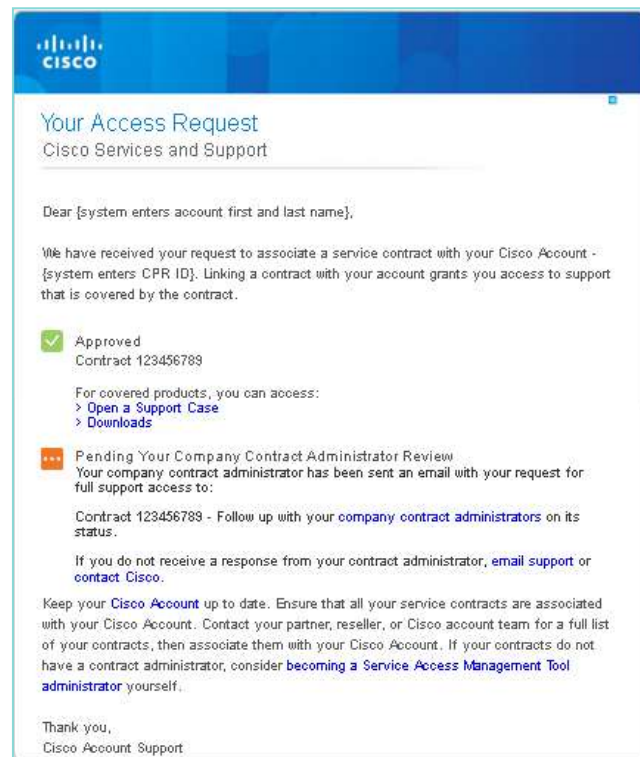 CISCO
Your Access Request
Cisco Services and Support
Dear {system enters account first and last name},
We have received your request to associate a service contract with your Cisco Account -
{system enters CPR ID}. Linking a contract with your account grants you access to support
that is covered by the contract.
Approved
Contract 123456789
For covered products, you can access:
> Open a Support Case
> Downloads
Pending Your Company Contract Administrator Review
Your company contract administrator has been sent an email with your request for
full support access to:
Contract 123456789 - Follow up with your company contract administrators on its
status.
If you do not receive a response from your contract administrator, email support or
contact Cisco.
Keep your Cisco Account up to date. Ensure that all your service contracts are associated
with your Cisco Account. Contact your partner, reseller, or Cisco account team for a full list
of your contracts, then associate them with your Cisco Account. If your contracts do not
have a contract administrator, consider becoming a Service Access Management Tool
administrator yourself.
Thank you,
Cisco Account Support